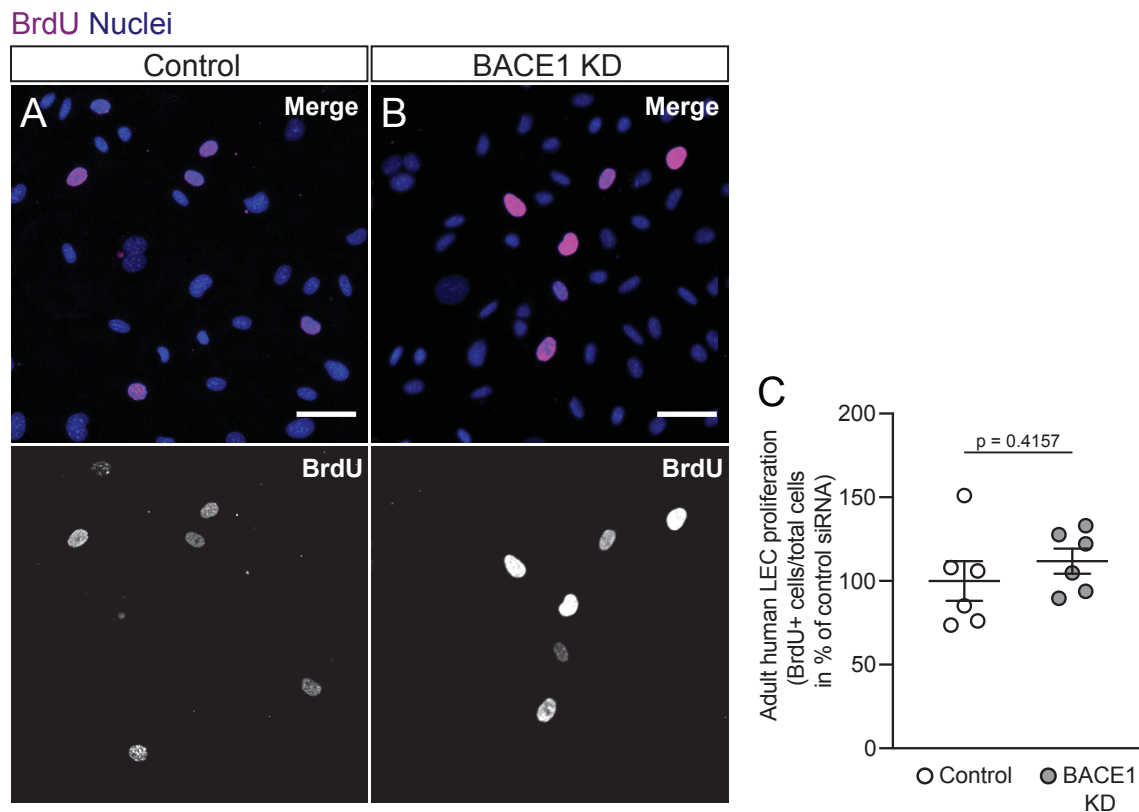 BrdU Nuclei
Control
BACE1 KD
A
Merge
B
Merge
BrdU
BrdU
C
Adult human LEC proliferation
(BrdU+ cells/total cells
in % of control siRNA)
200
150
100
50
0
p = 0.4157
Control
BACE1
KD